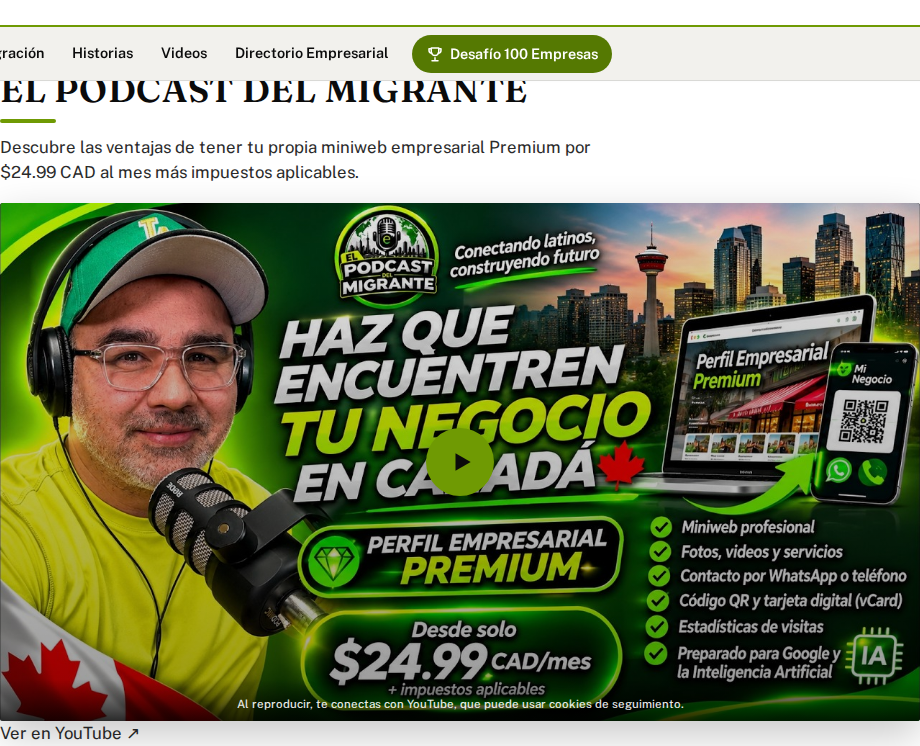 gración Historias Videos Directorio Empresarial Desafío 100 Empresas
EL PODCAST DEL MIGRANTE
Descubre las ventajas de tener tu propia miniweb empresarial Premium por
$24.99 CAD al mes más impuestos aplicables.
EL
PODCAST
DEL
MIGRANTE
Conectando latinos,
construyendo futuro
HAZ QUE
ENCUENTREN
TU NEGOCIO
EN CANADÁ
Perfil Empresarial
Premium
Mi
Negocio
RØDE
PERFIL EMPRESARIAL
PREMIUM
Desde solo
$24.99 CAD/mes
+ impuestos aplicables
Miniweb profesional
Fotos, videos y servicios
Contacto por WhatsApp o teléfono
Código QR y tarjeta digital (vCard)
Estadísticas de visitas
Preparado para Google y
la Inteligencia Artificial
IA
Al reproducir, te conectas con YouTube, que puede usar cookies de seguimiento.
Ver en YouTube ↗